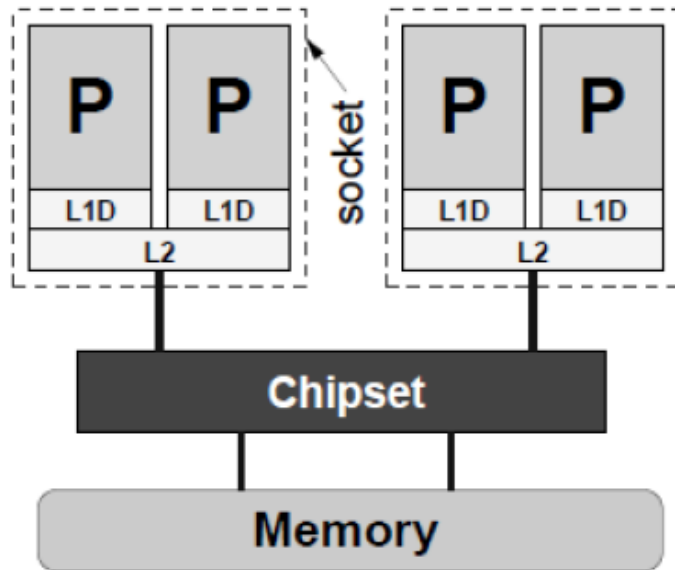 P P P P
socket
L1D L1D L1D L1D
L2 L2
Chipset
Memory